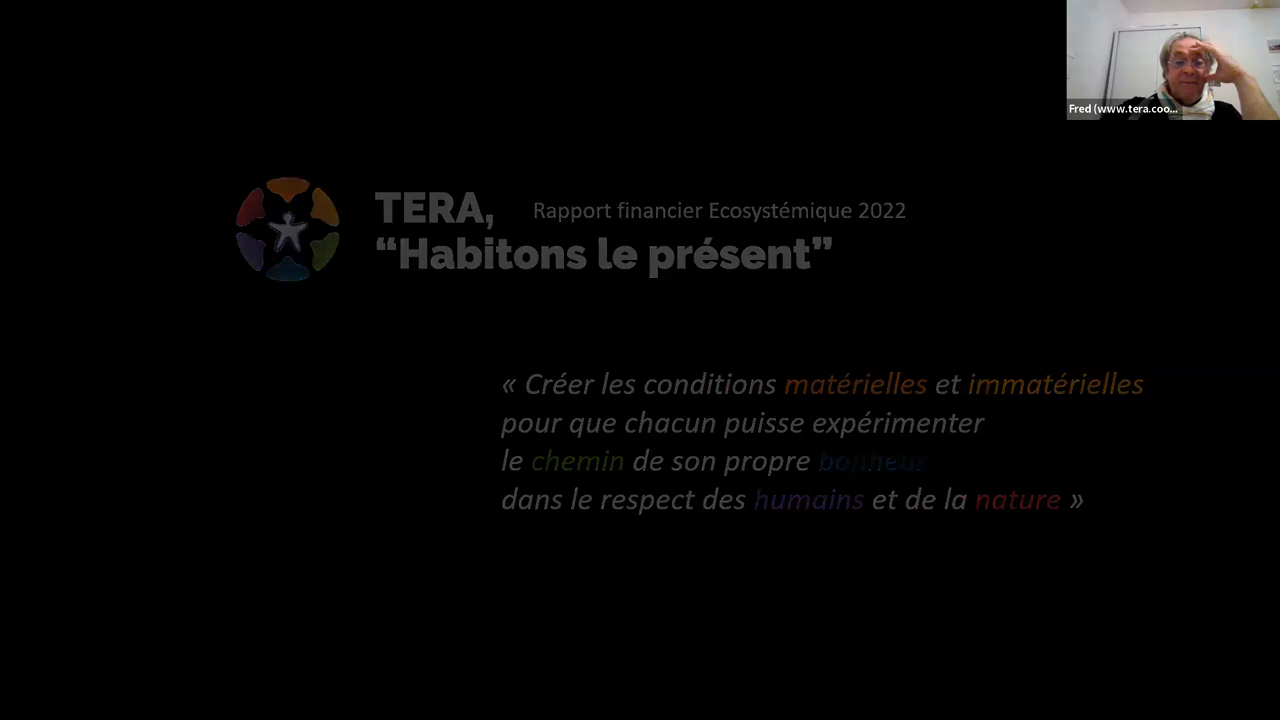 Fred (www.tera.coo...
TERA,
Rapport financier Ecosystémique 2022
“Habitons le présent”
« Créer les conditions matérielles et immatérielles
pour que chacun puisse expérimenter
le chemin de son propre bonheur
dans le respect des humains et de la nature »